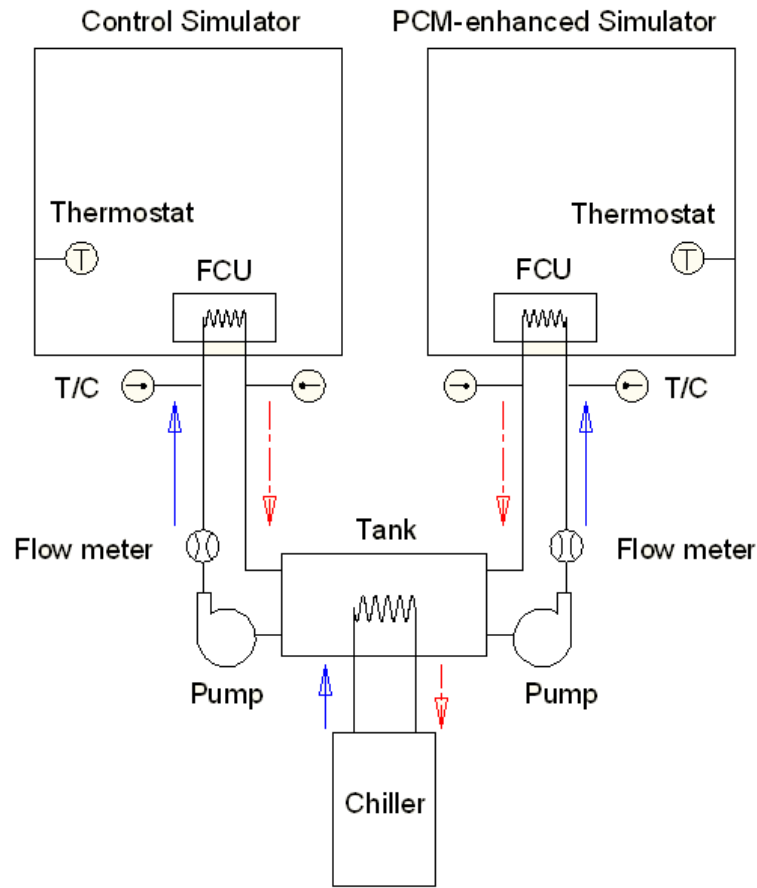 Control Simulator
PCM-enhanced Simulator
Thermostat
Thermostat
T
T
FCU
FCU
T/C
T/C
Tank
Flow meter
Flow meter
Pump
Pump
Chiller